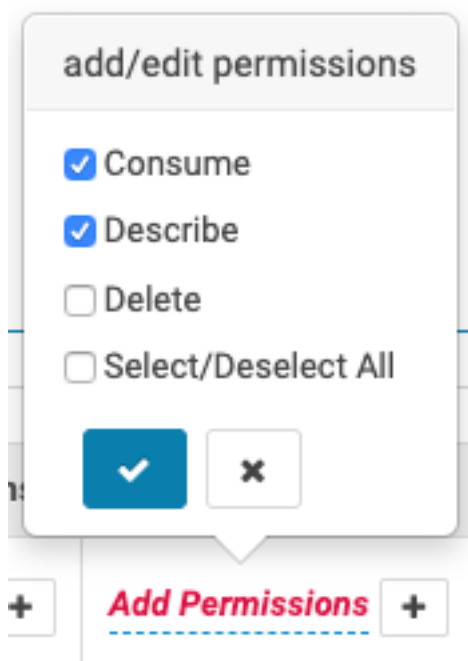 add/edit permissions
Consume
Describe
Delete
Select/Deselect All
Add Permissions